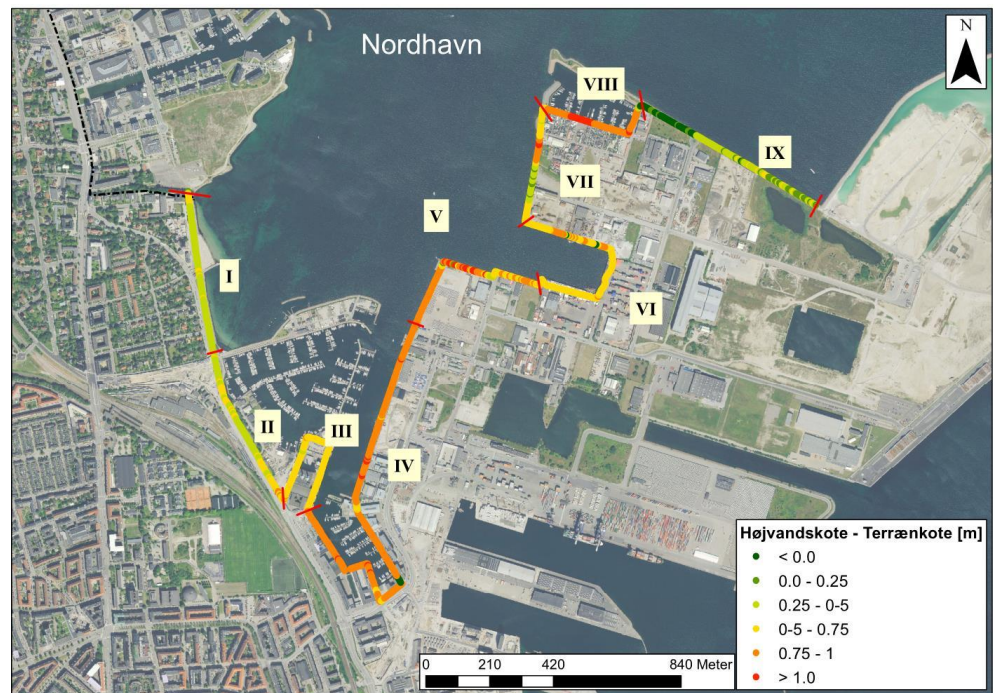 Nordhavn
N
VIII
IX
VII
V
I
VI
II
III
IV
Højvandskote - Terrænkote [m]
< 0.0
0.0 - 0.25
0.25 - 0-5
0-5 - 0.75
0.75 - 1
> 1.0
0 210 420 840 Meter